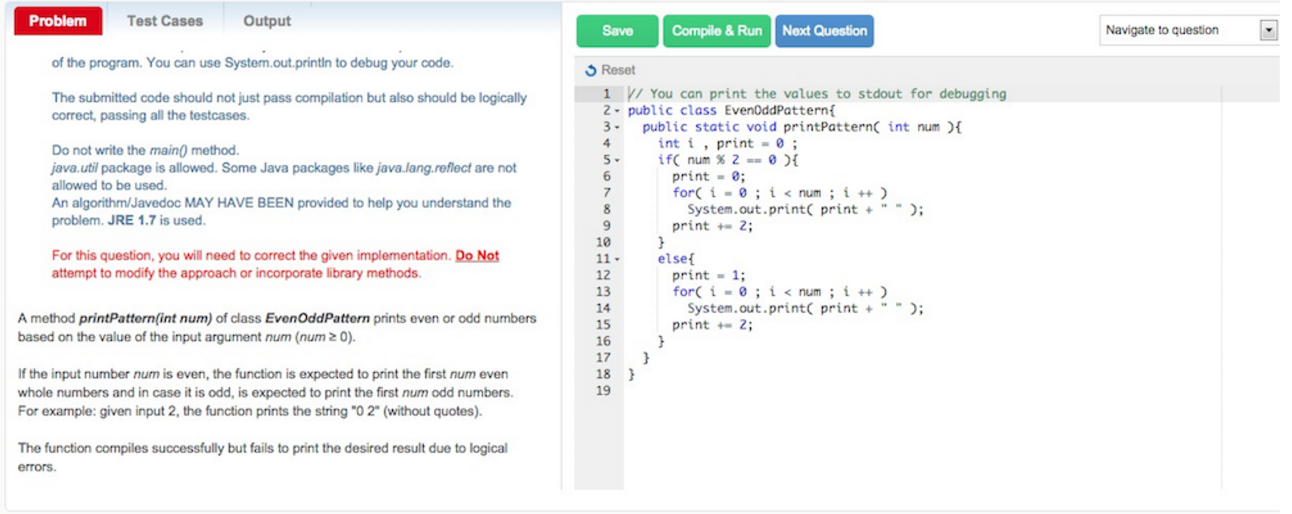 Problem
Test Cases
Output
of the program. You can use System.out.println to debug your code.
The submitted code should not just pass compilation but also should be logically
correct, passing all the testcases.
Do not write the main() method.
java.util package is allowed. Some Java packages like java.lang.reflect are not
allowed to be used.
An algorithm/Javedoc MAY HAVE BEEN provided to help you understand the
problem. JRE 1.7 is used.
For this question, you will need to correct the given implementation. Do Not
attempt to modify the approach or incorporate library methods.
A method printPattern(int num) of class EvenOddPattern prints even or odd numbers
based on the value of the input argument num (num ≥ 0).
If the input number num is even, the function is expected to print the first num even
whole numbers and in case it is odd, is expected to print the first num odd numbers.
For example: given input 2, the function prints the string "0 2" (without quotes).
The function compiles successfully but fails to print the desired result due to logical
errors.
Save
Compile & Run
Next Question
Navigate to question
Reset
1 // You can print the values to stdout for debugging
2 public class EvenOddPattern{
3 public static void printPattern( int num ){
4 int i , print = 0 ;
5 if( num % 2 == 0 ){
6 print = 0;
7 for( i = 0 ; i < num ; i ++ )
8 System.out.print( print + " " );
9 print += 2;
10 }
11 else{
12 print = 1;
13 for( i = 0 ; i < num ; i ++ )
14 System.out.print( print + " " );
15 print += 2;
16 }
17 }
18 }
19